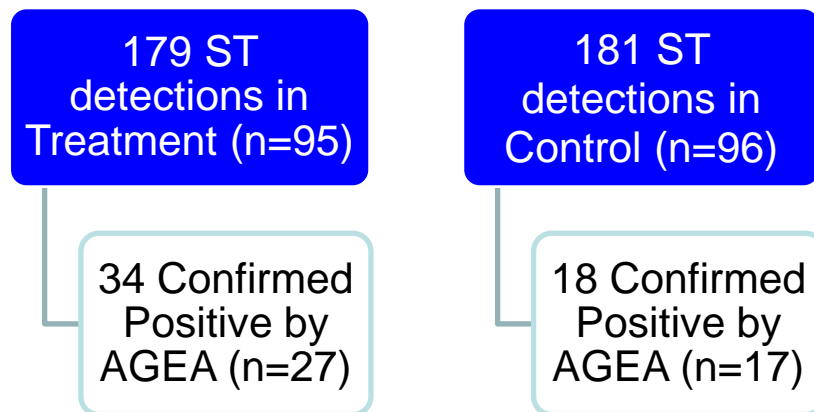 179 ST
detections in
Treatment (n=95)
34 Confirmed
Positive by
AGEA (n=27)
181 ST
detections in
Control (n=96)
18 Confirmed
Positive by
AGEA (n=17)